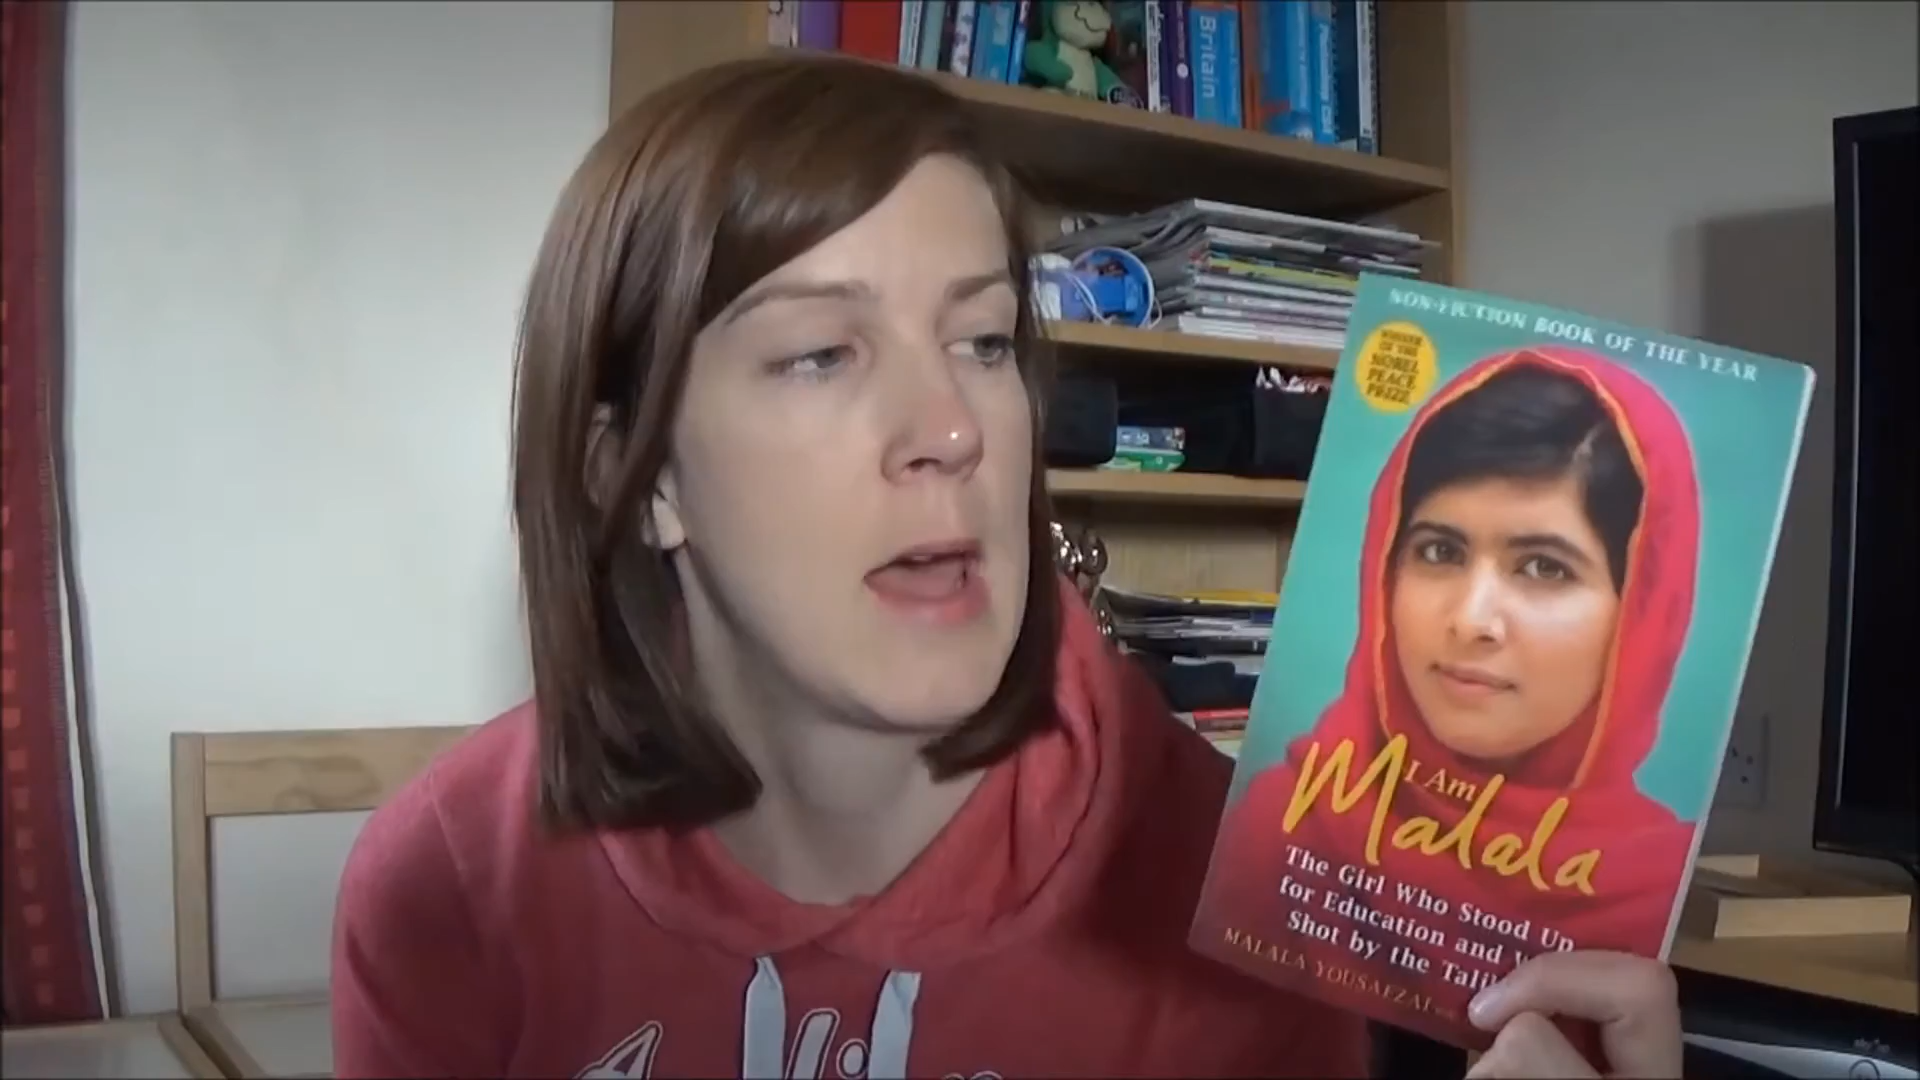 Britain
NON-FICTION BOOK OF THE YEAR
WINNER
OF THE
NOBEL
PEACE
PRIZE
I Am
Malala
The Girl Who Stood Up
for Education and
Shot by the
MALALA YOUSAFZAI